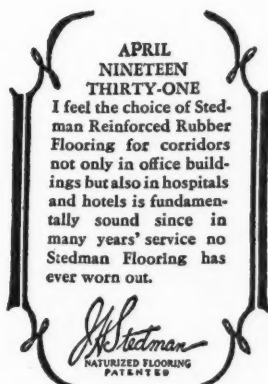 APRIL
NINETEEN
THIRTY-ONE
I feel the choice of Sted-
man Reinforced Rubber
Flooring for corridors
not only in office build-
ings but also in hospitals
and hotels is fundamen-
tally sound since in
many years' service no
Stedman Flooring has
ever worn out.
JHStedman
NATURIZED FLOORING
PATENTED